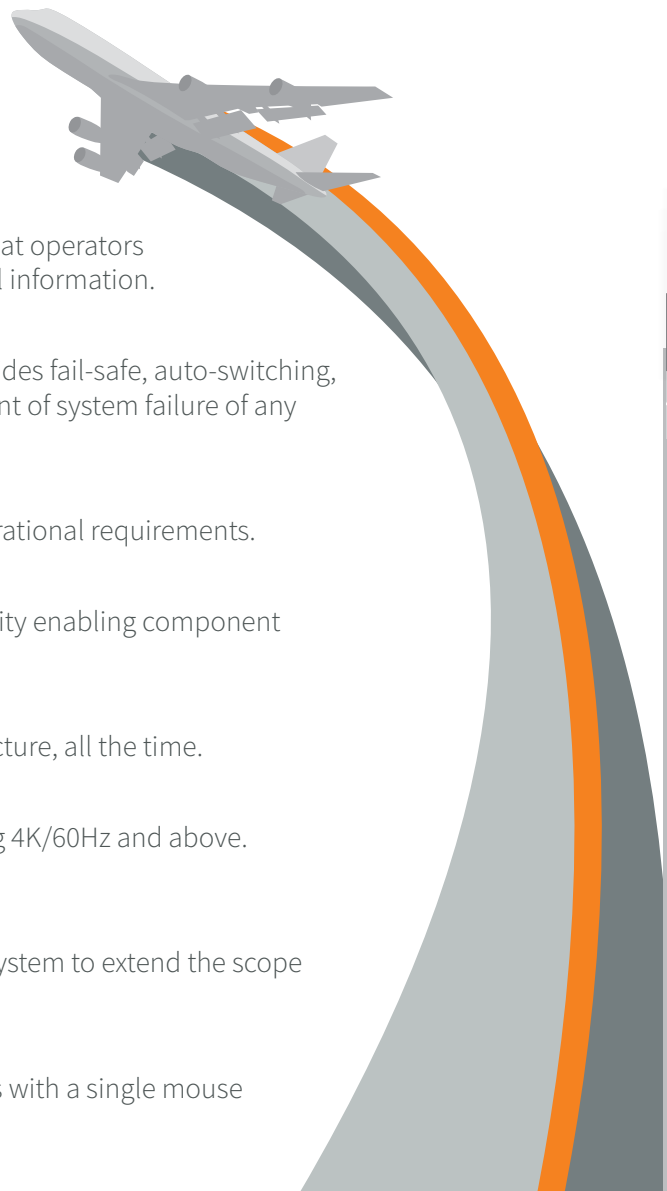 at operators
information.
des fail-safe, auto-switching,
nt of system failure of any
rational requirements.
ity enabling component
cture, all the time.
4K/60Hz and above.
ystem to extend the scope
with a single mouse